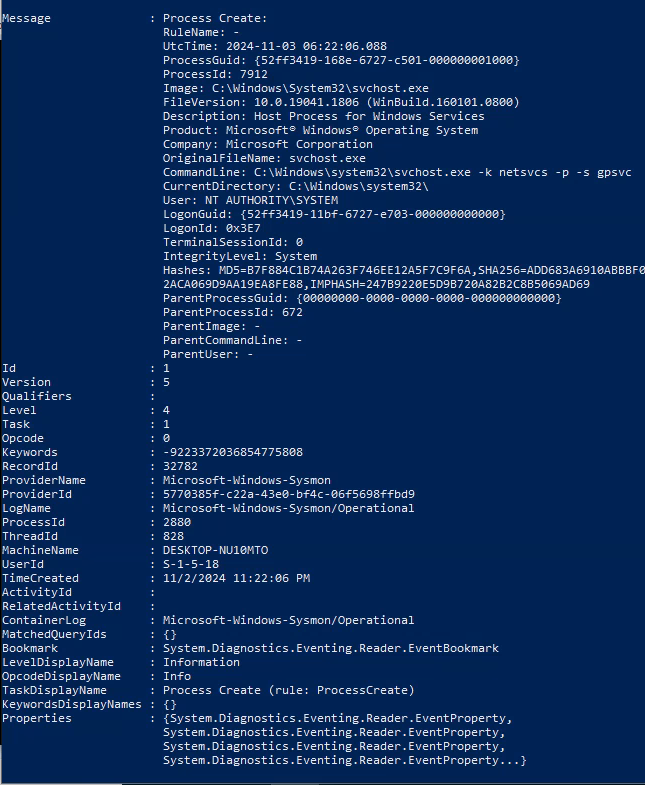 Message : Process Create:
RuleName: -
UtcTime: 2024-11-03 06:22:06.088
ProcessGuid: {52ff3419-168e-6727-c501-000000001000}
ProcessId: 7912
Image: C:\Windows\System32\svchost.exe
FileVersion: 10.0.19041.1806 (WinBuild.160101.0800)
Description: Host Process for Windows Services
Product: Microsoft® Windows® Operating System
Company: Microsoft Corporation
OriginalFileName: svchost.exe
CommandLine: C:\Windows\system32\svchost.exe -k netsvcs -p -s gpsvc
CurrentDirectory: C:\Windows\system32\
User: NT AUTHORITY\SYSTEM
LogonGuid: {52ff3419-11bf-6727-e703-000000000000}
LogonId: 0x3E7
TerminalSessionId: 0
IntegrityLevel: System
Hashes: MD5=B7F884C1B74A263F746EE12A5F7C9F6A,SHA256=ADD683A6910ABBBF0
2ACA069D9AA19EA8FE88,IMPHASH=247B9220E5D9B720A82B2C8B5069AD69
ParentProcessGuid: {00000000-0000-0000-0000-000000000000}
ParentProcessId: 672
ParentImage: -
ParentCommandLine: -
ParentUser: -
Id : 1
Version : 5
Qualifiers :
Level : 4
Task : 1
Opcode : 0
Keywords : -9223372036854775808
RecordId : 32782
ProviderName : Microsoft-Windows-Sysmon
ProviderId : 5770385f-c22a-43e0-bf4c-06f5698ffbd9
LogName : Microsoft-Windows-Sysmon/Operational
ProcessId : 2880
ThreadId : 828
MachineName : DESKTOP-NU10MTO
UserId : S-1-5-18
TimeCreated : 11/2/2024 11:22:06 PM
ActivityId :
RelatedActivityId :
ContainerLog : Microsoft-Windows-Sysmon/Operational
MatchedQueryIds : {}
Bookmark : System.Diagnostics.Eventing.Reader.EventBookmark
LevelDisplayName : Information
OpcodeDisplayName : Info
TaskDisplayName : Process Create (rule: ProcessCreate)
KeywordsDisplayNames : {}
Properties : {System.Diagnostics.Eventing.Reader.EventProperty,
System.Diagnostics.Eventing.Reader.EventProperty,
System.Diagnostics.Eventing.Reader.EventProperty,
System.Diagnostics.Eventing.Reader.EventProperty...}